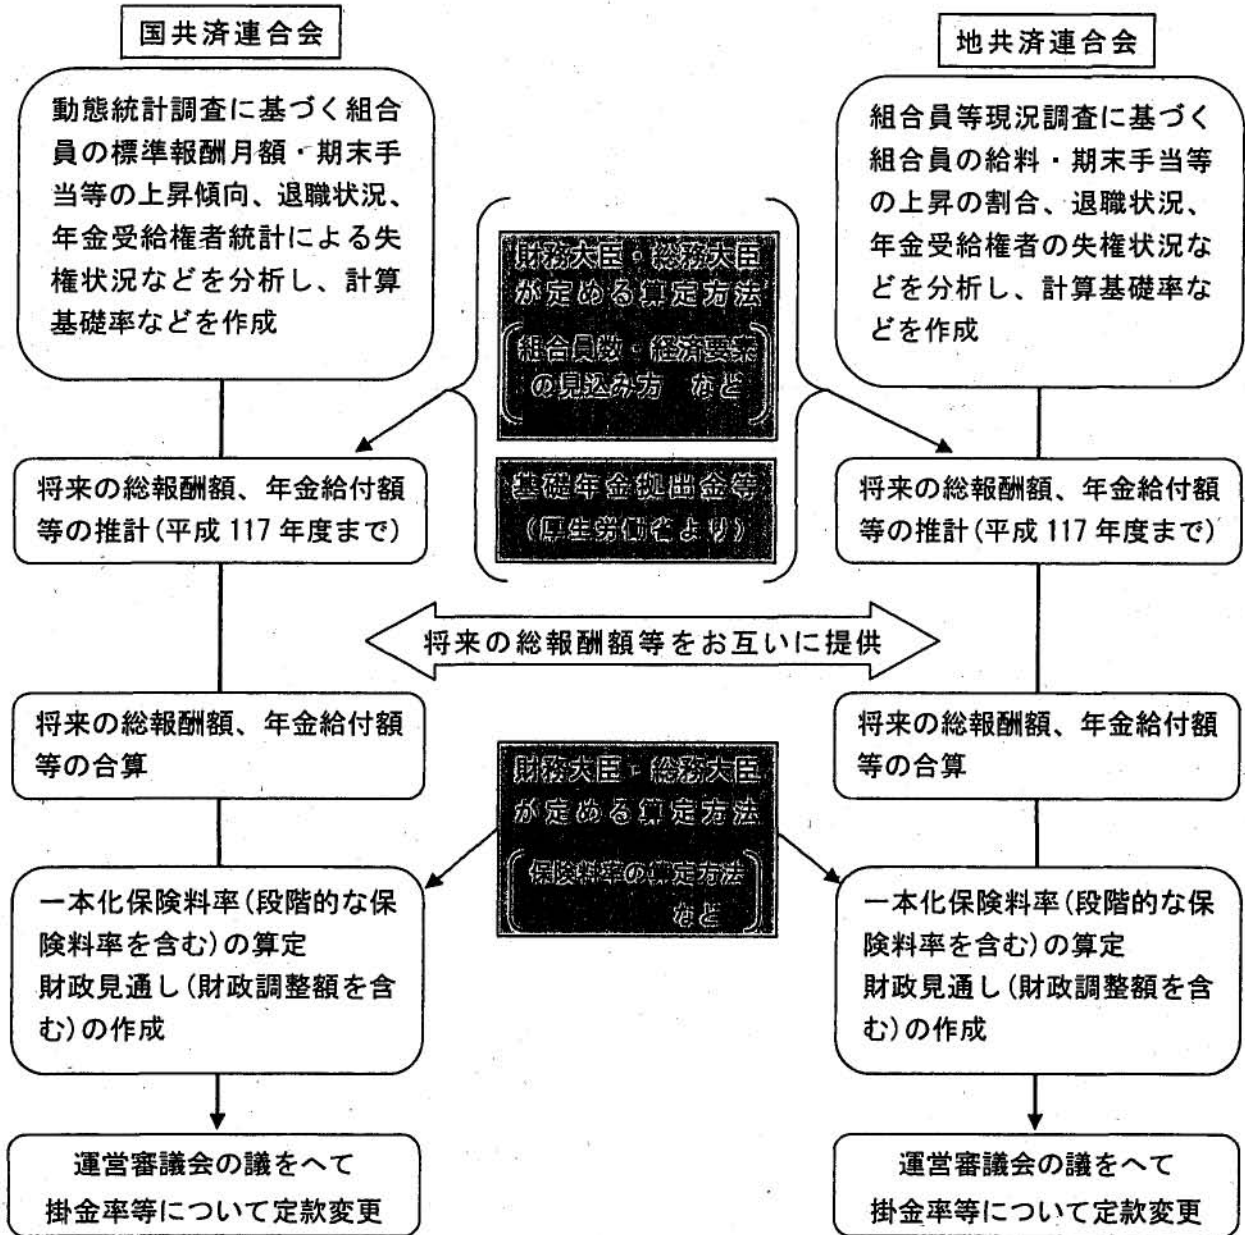 国共済連合会
動態統計調査に基づく組合
員の標準報酬月額・期末手
当等の上昇傾向、退職状況、
年金受給権者統計による失
権状況などを分析し、計算
基礎率などを作成
地共済連合会
組合員等現況調査に基づく
組合員の給料・期末手当等
の上昇の割合、退職状況、
年金受給権者の失権状況な
どを分析し、計算基礎率な
どを作成
財務大臣・総務大臣
が定める算定方法
組合員数・経済要素
の見込み方 など
基礎年金拠出金等
(厚生労働省より)
将来の総報酬額、年金給付額
等の推計(平成 117 年度まで)
将来の総報酬額、年金給付額
等の推計(平成 117 年度まで)
将来の総報酬額等をお互いに提供
将来の総報酬額、年金給付額
等の合算
将来の総報酬額、年金給付額
等の合算
財務大臣・総務大臣
が定める算定方法
保険料率の算定方法
など
一本化保険料率(段階的な保
険料率を含む)の算定
財政見通し(財政調整額を含
む)の作成
一本化保険料率(段階的な保
険料率を含む)の算定
財政見通し(財政調整額を含
む)の作成
運営審議会の議をへて
掛金率等について定款変更
運営審議会の議をへて
掛金率等について定款変更